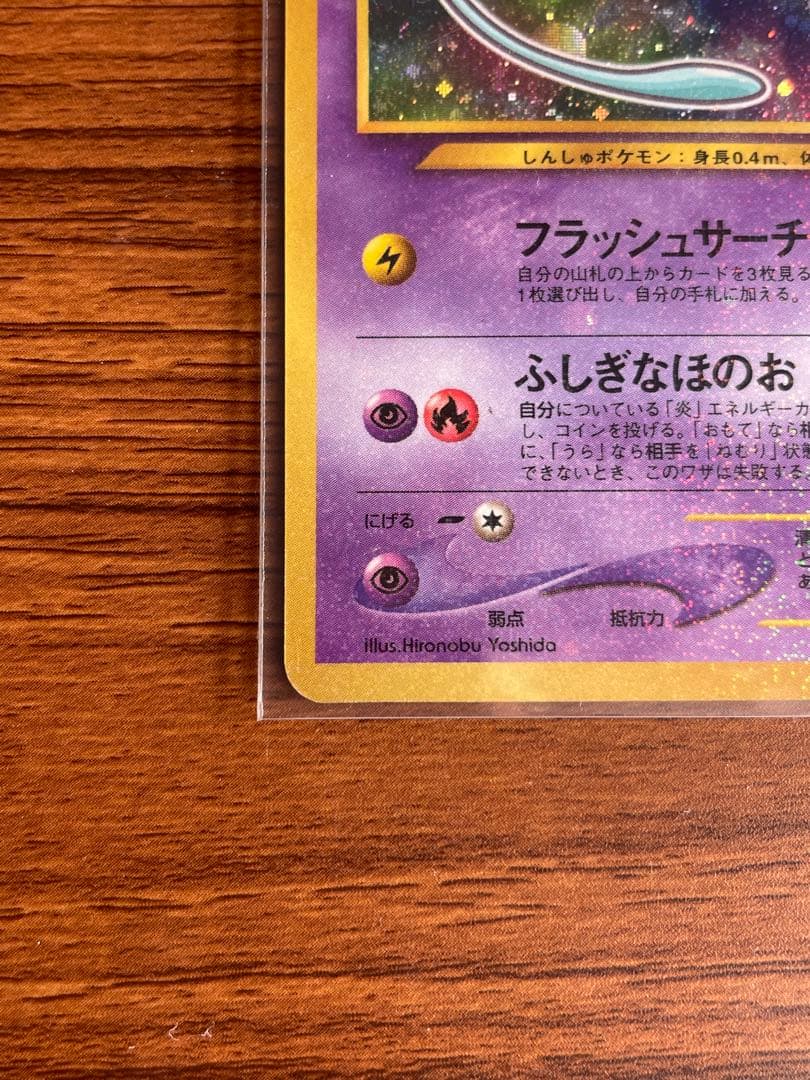 しんしゅポケモン：身長0.4m、体
フラッシュサーチ
自分の山札の上からカードを3枚見る
1枚選び出し、自分の手札に加える。
ふしぎなほのお
自分についている「炎」エネルギーカ
し、コインを投げる。「おもて」なら相
に、「うら」なら相手を「ねむり」状態
できないとき、このワザは失敗する。
にげる
弱点
抵抗力
あ
illus.Hironobu Yoshida